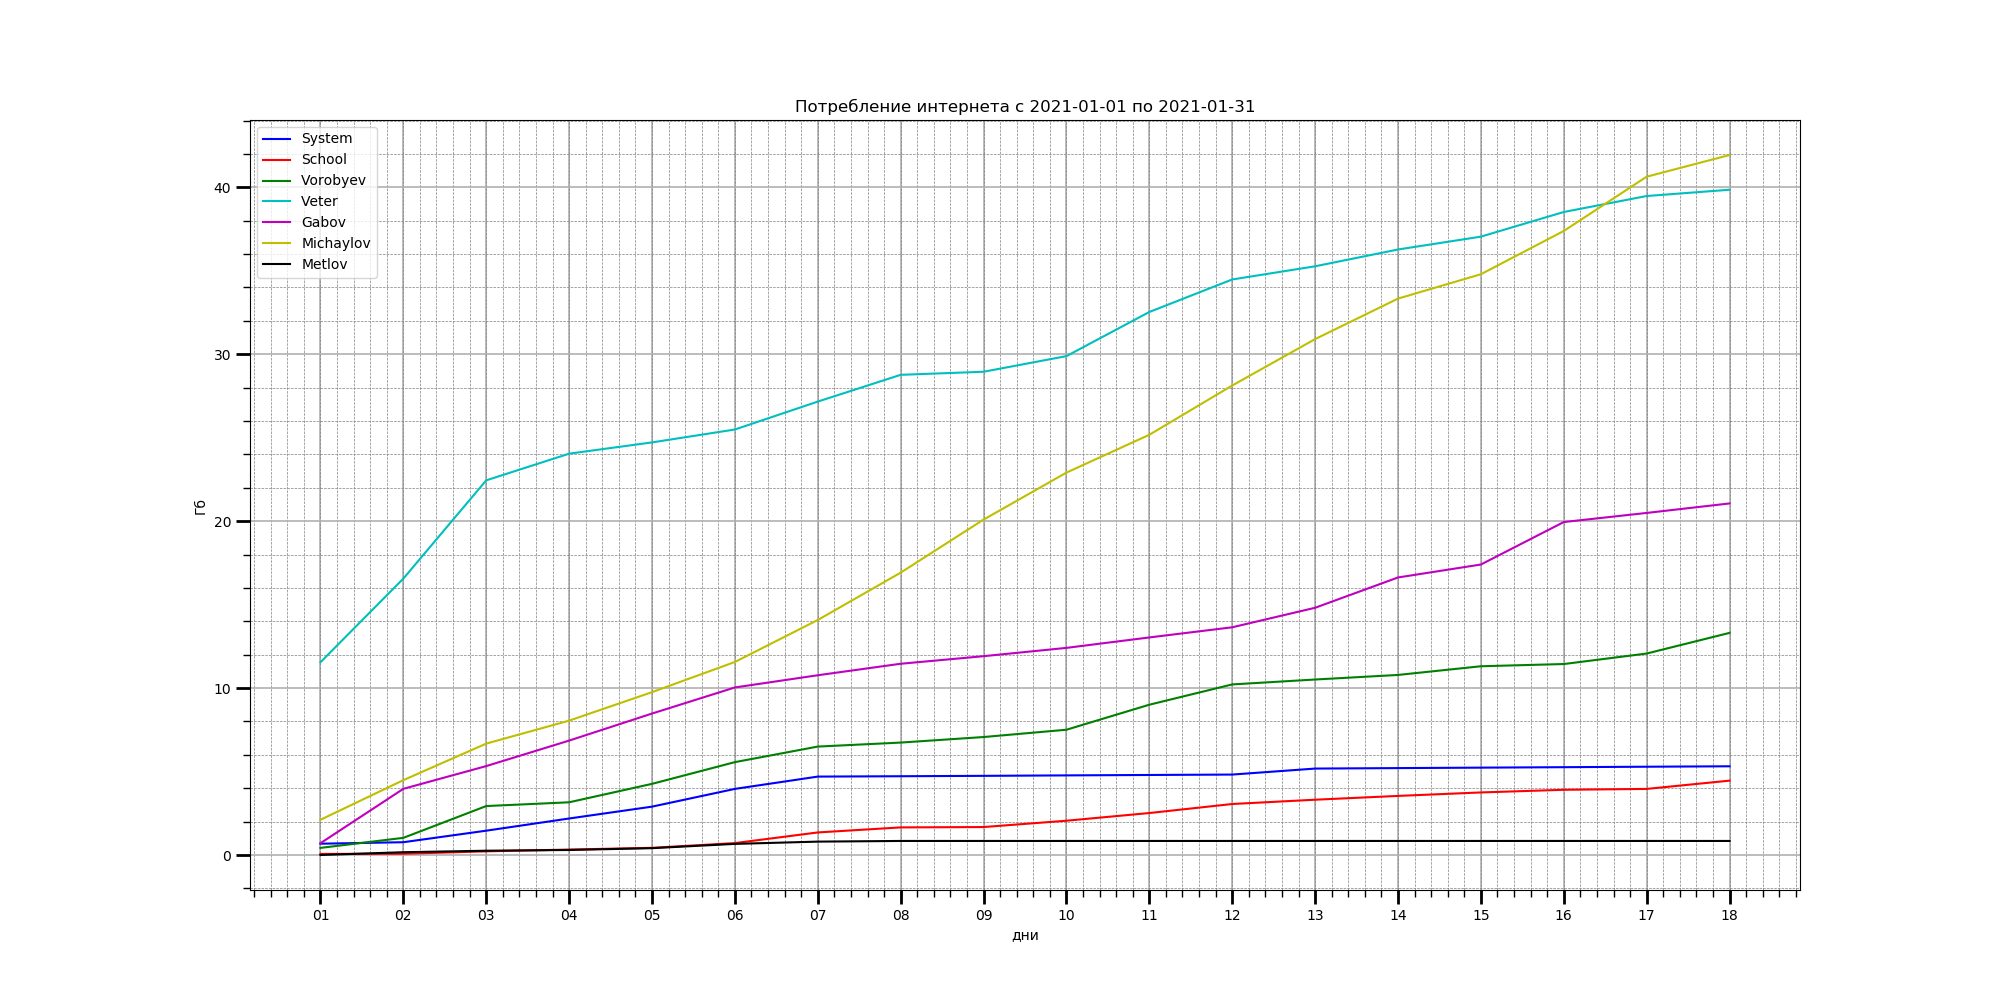 Потребление интернета с 2021-01-01 по 2021-01-31
System
School
Vorobyev
Veter
Gabov
Michaylov
Metlov
40
30
20
10
0
Гб
01 02 03 04 05 06 07 08 09 10 11 12 13 14 15 16 17 18
дни